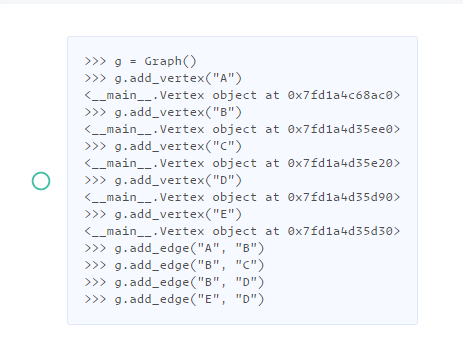 >>> g = Graph()
>>> g.add_vertex("A")
<__main__.Vertex object at 0x7fd1a4c68ac0>
>>> g.add_vertex("B")
<__main__.Vertex object at 0x7fd1a4d35ee0>
>>> g.add_vertex("C")
<__main__.Vertex object at 0x7fd1a4d35e20>
>>> g.add_vertex("D")
<__main__.Vertex object at 0x7fd1a4d35d90>
>>> g.add_vertex("E")
<__main__.Vertex object at 0x7fd1a4d35d30>
>>> g.add_edge("A", "B")
>>> g.add_edge("B", "C")
>>> g.add_edge("B", "D")
>>> g.add_edge("E", "D")